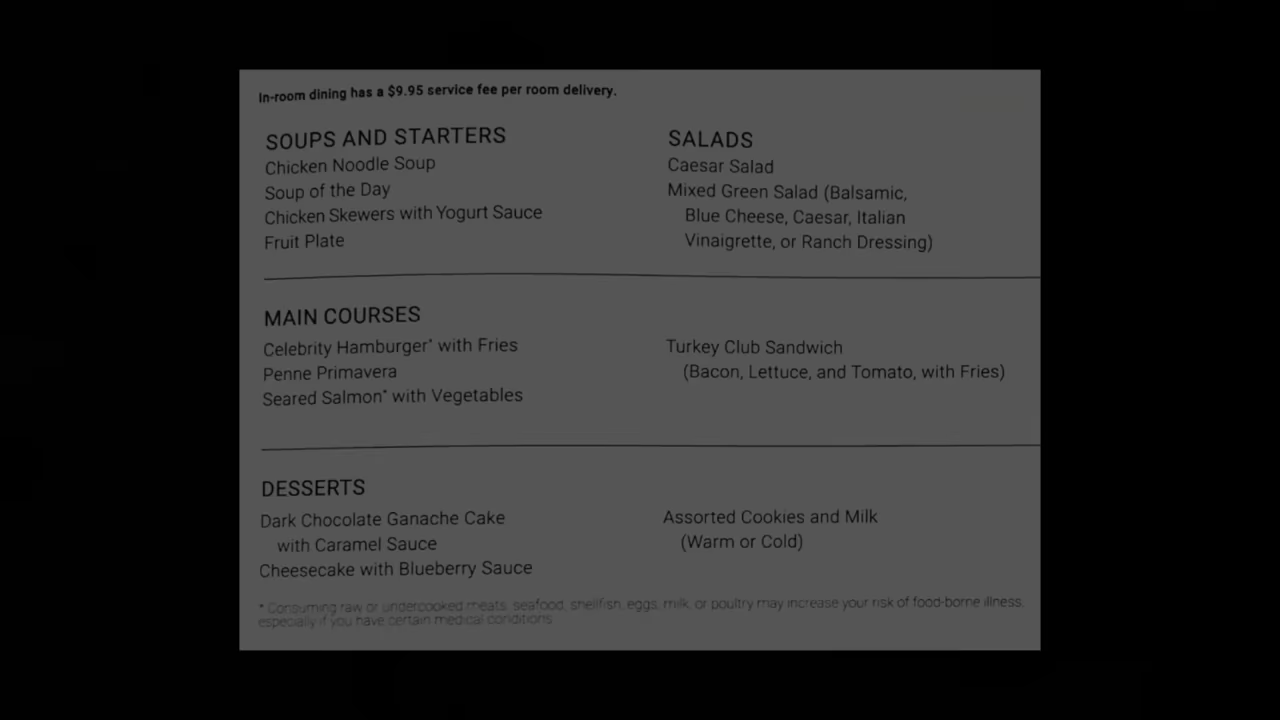 In-room dining has a $9.95 service fee per room delivery.
SOUPS AND STARTERS
Chicken Noodle Soup
Soup of the Day
Chicken Skewers with Yogurt Sauce
Fruit Plate
SALADS
Caesar Salad
Mixed Green Salad (Balsamic,
Blue Cheese, Caesar, Italian
Vinaigrette, or Ranch Dressing)
MAIN COURSES
Celebrity Hamburger* with Fries
Penne Primavera
Seared Salmon* with Vegetables
Turkey Club Sandwich
(Bacon, Lettuce, and Tomato, with Fries)
DESSERTS
Dark Chocolate Ganache Cake
with Caramel Sauce
Cheesecake with Blueberry Sauce
Assorted Cookies and Milk
(Warm or Cold)
* Consuming raw or undercooked meats, seafood, shellfish, eggs, milk, or poultry may increase your risk of food-borne illness,
especially if you have certain medical conditions.